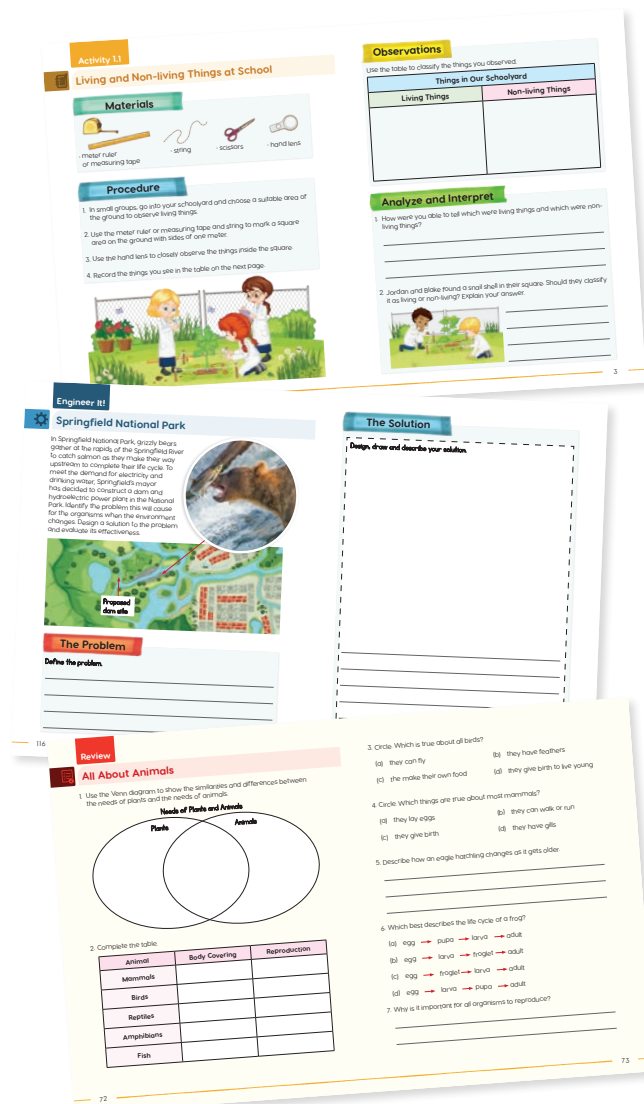 Activity 1.1
Living and Non-living Things at School
Materials
- meter ruler
or measuring tape
- string
- scissors
- hand lens
Procedure
1. In small groups, go into your schoolyard and choose a suitable area of
the ground to observe living things.
2. Use the meter ruler or measuring tape and string to mark a square
area on the ground with sides of one meter.
3. Use the hand lens to closely observe the things inside the square.
4. Record the things you see in the table on the next page.
Observations
Use the table to classify the things you observed.
Things in Our Schoolyard
Living Things
Non-living Things
Analyze and Interpret
1. How were you able to tell which were living things and which were non-
living things?
2. Jordan and Blake found a snail shell in their square. Should they classify
it as living or non-living? Explain your answer.
3
Engineer It!
Springfield National Park
In Springfield National Park, grizzly bears
gather at the rapids of the Springfield River
to catch salmon as they make their way
upstream to complete their life cycle. To
meet the demand for electricity and
drinking water, Springfield's mayor
has decided to construct a dam and
hydroelectric power plant in the National
Park. Identify the problem this will cause
for the organisms when the environment
changes. Design a solution to the problem
and evaluate its effectiveness.
Proposed
dam site
The Problem
Define the problem.
116
The Solution
Design, draw and describe your solution.
Review
All About Animals
1. Use the Venn diagram to show the similarities and differences between
the needs of plants and the needs of animals.
Needs of Plants and Animals
Plants
Animals
2. Complete the table.
Animal
Body Covering
Reproduction
Mammals
Birds
Reptiles
Amphibians
Fish
72
3. Circle. Which is true about all birds?
(a) they can fly
(b) they have feathers
(c) the make their own food
(d) they give birth to live young
4. Circle. Which things are true about most mammals?
(a) they lay eggs
(b) they can walk or run
(c) they give birth
(d) they have gills
5. Describe how an eagle hatchling changes as it gets older.
6. Which best describes the life cycle of a frog?
(a) egg → pupa → larva → adult
(b) egg → larva → froglet → adult
(c) egg → froglet → larva → adult
(d) egg → larva → pupa → adult
7. Why is it important for all organisms to reproduce?
73